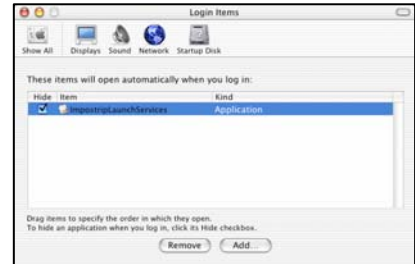 Login Items
Show All Displays Sound Network Startup Disk
These items will open automatically when you log in:
Hide Item Kind
ImpostripLaunchServices Application
Drag items to specify the order in which they open.
To hide an application when you log in, click its Hide checkbox.
Remove Add...